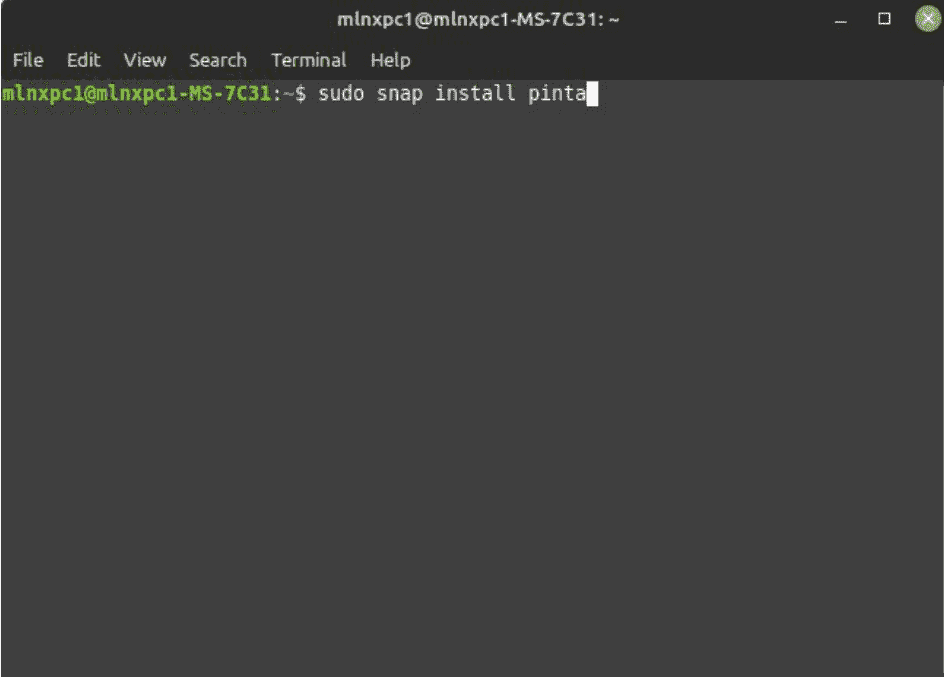 mlnxpc1@mlnxpc1-MS-7C31: ~
File Edit View Search Terminal Help
mlnxpc1@mlnxpc1-MS-7C31:~$ sudo snap install pinta